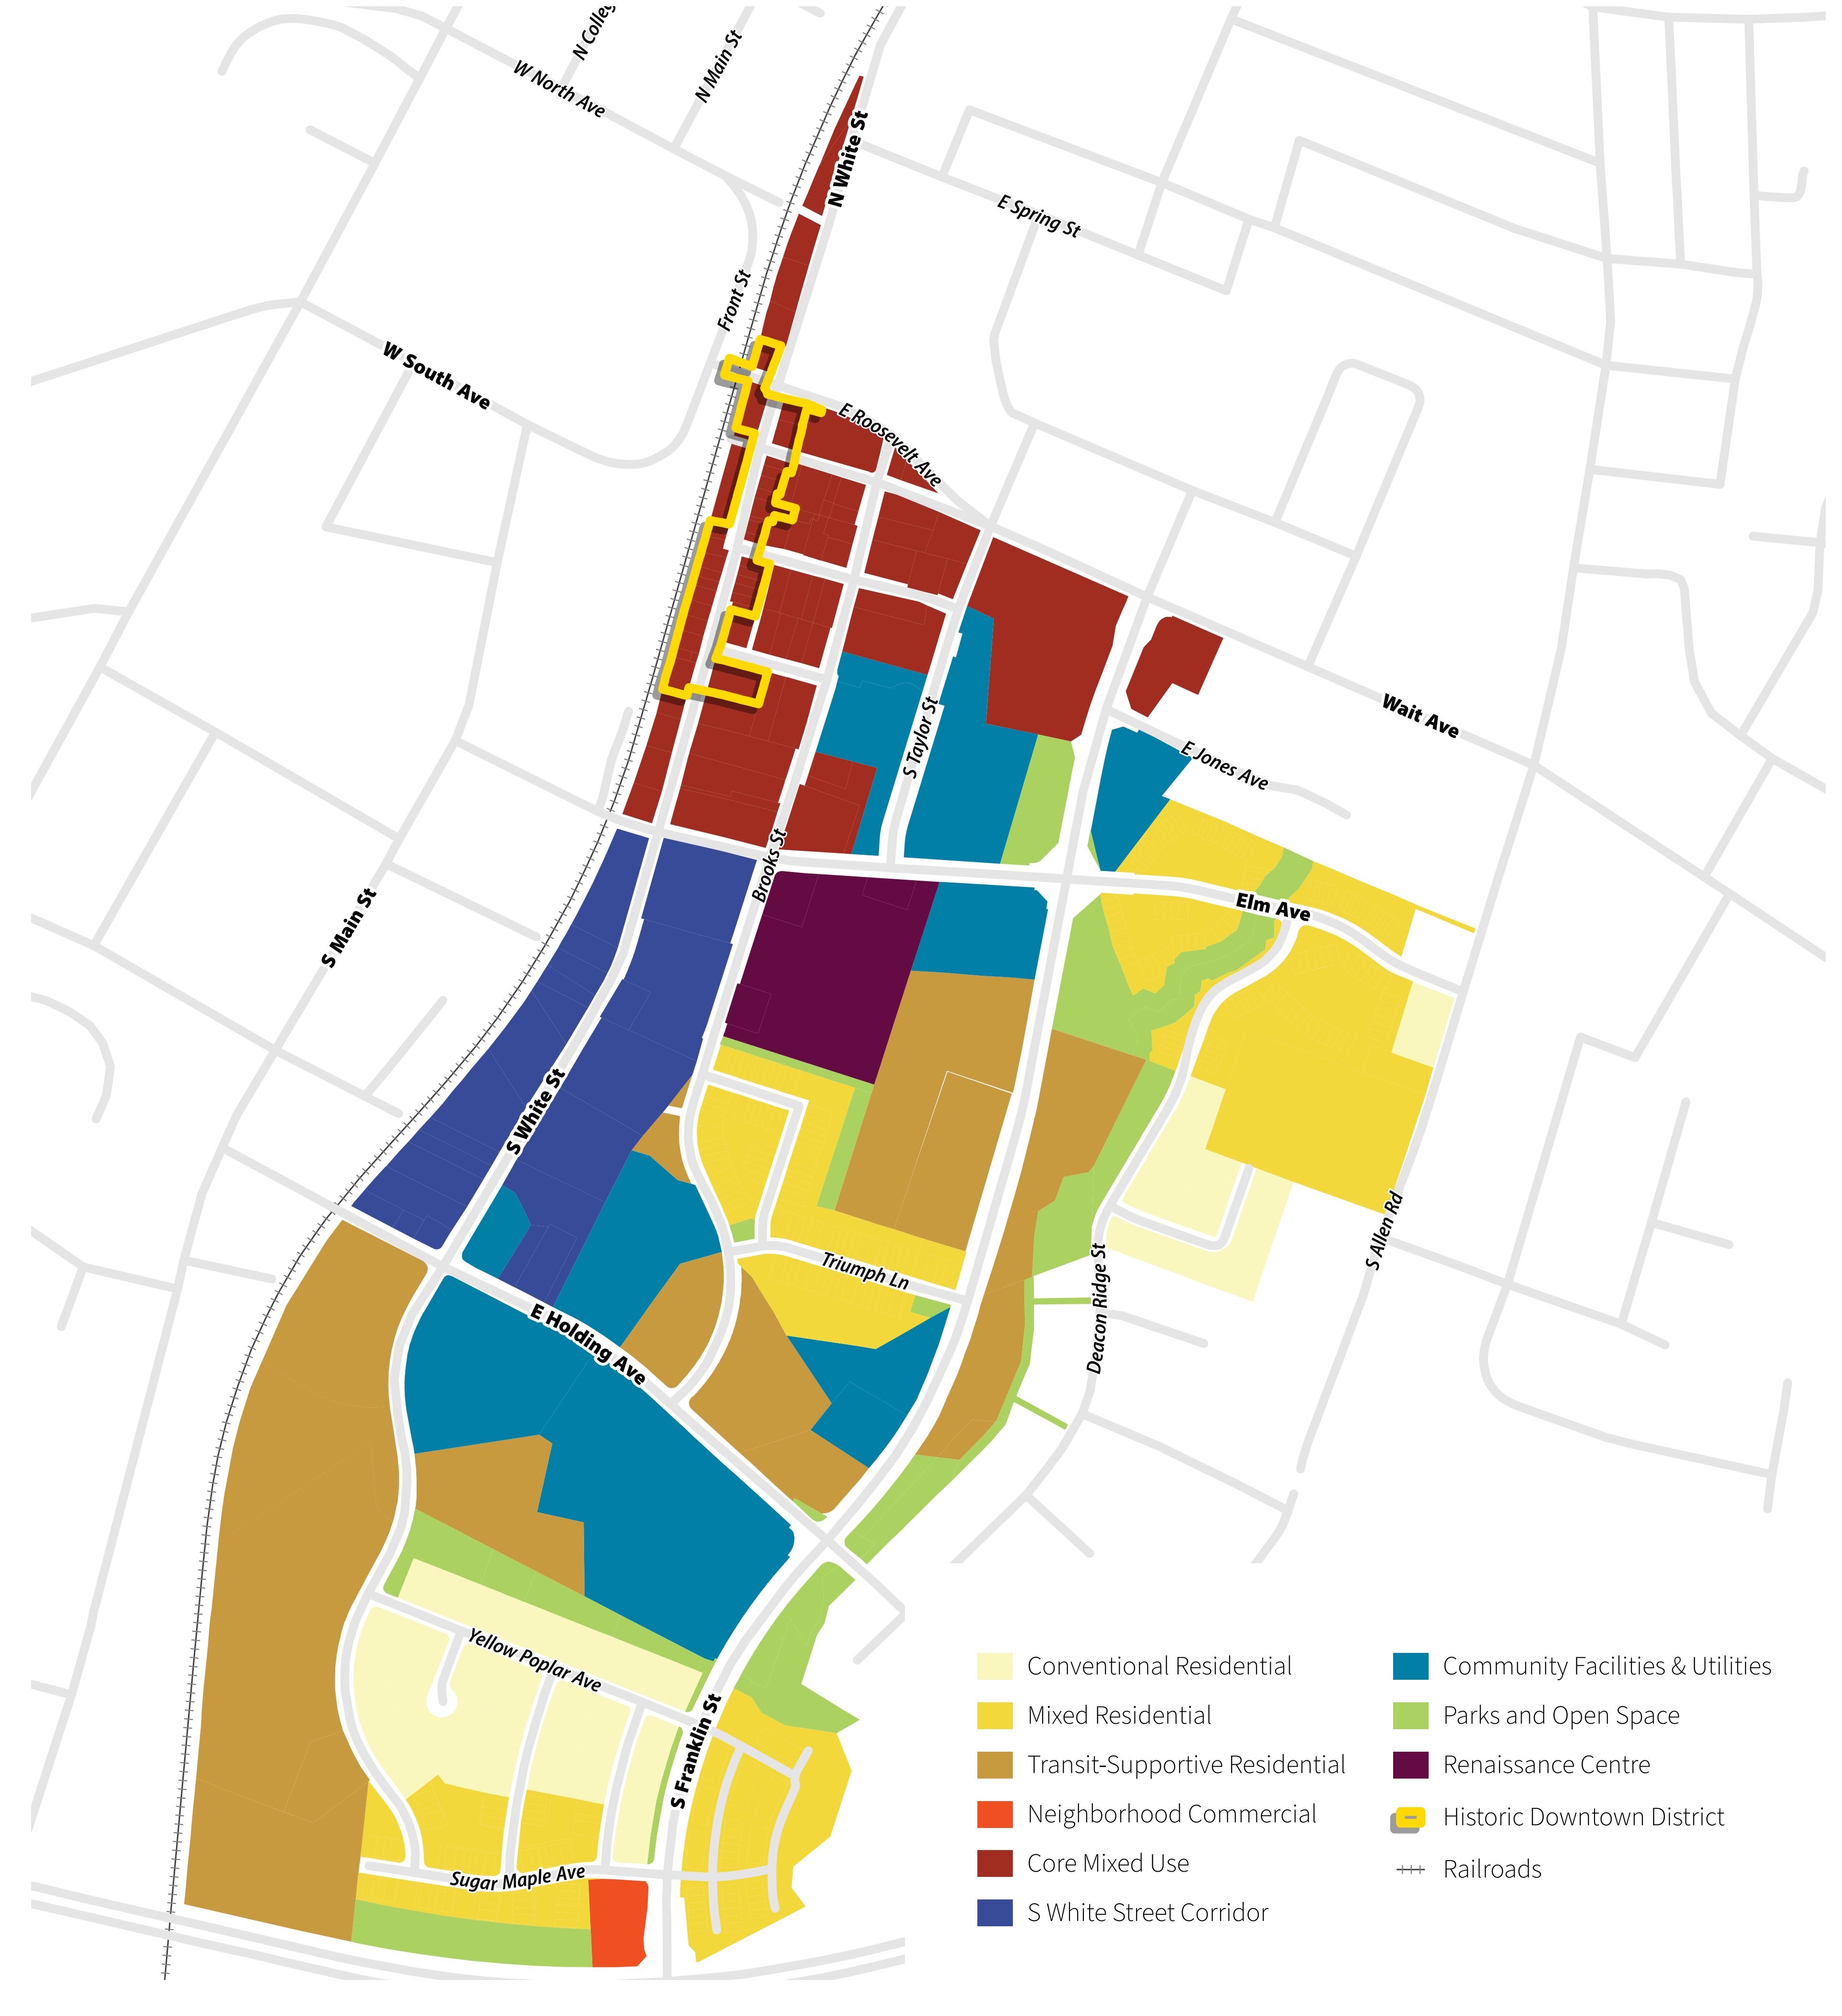 N Colleg
N Main St
W North Ave
N White St
E Spring St
Front St
W South Ave
E Roosevelt Ave
Wait Ave
S Taylor St
E Jones Ave
Brooks St
S Main St
Elm Ave
S White St
S Allen Rd
Triumph Ln
Deacon Ridge St
E Holding Ave
Yellow Poplar Ave
S Franklin St
Sugar Maple Ave
Conventional Residential
Mixed Residential
Transit-Supportive Residential
Neighborhood Commercial
Core Mixed Use
S White Street Corridor
Community Facilities & Utilities
Parks and Open Space
Renaissance Centre
Historic Downtown District
Railroads